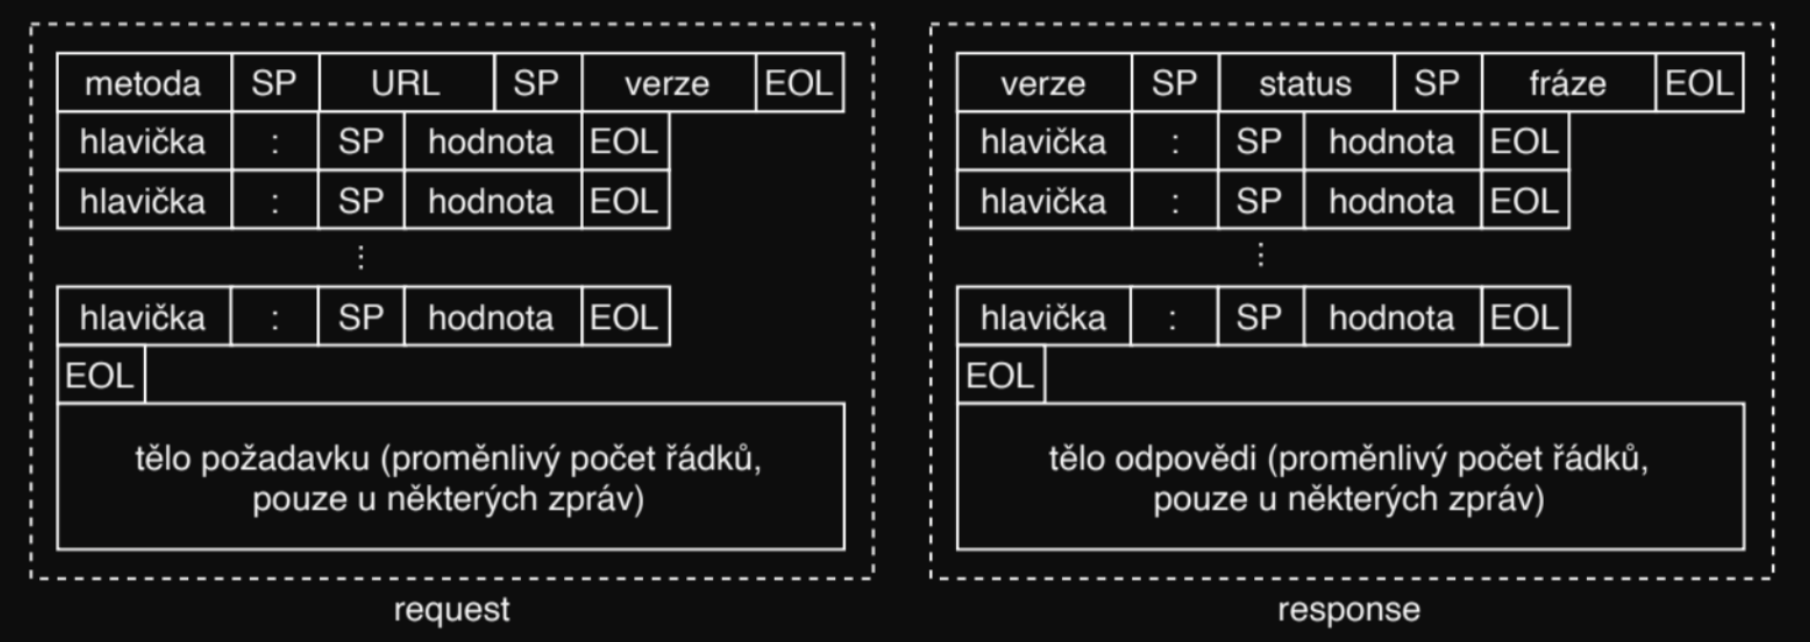 metoda SP URL SP verze EOL
hlavička : SP hodnota EOL
hlavička : SP hodnota EOL
⋮
hlavička : SP hodnota EOL
EOL
tělo požadavku (proměnlivý počet řádků,
pouze u některých zpráv)
request
verze SP status SP fráze EOL
hlavička : SP hodnota EOL
hlavička : SP hodnota EOL
⋮
hlavička : SP hodnota EOL
EOL
tělo odpovědi (proměnlivý počet řádků,
pouze u některých zpráv)
response